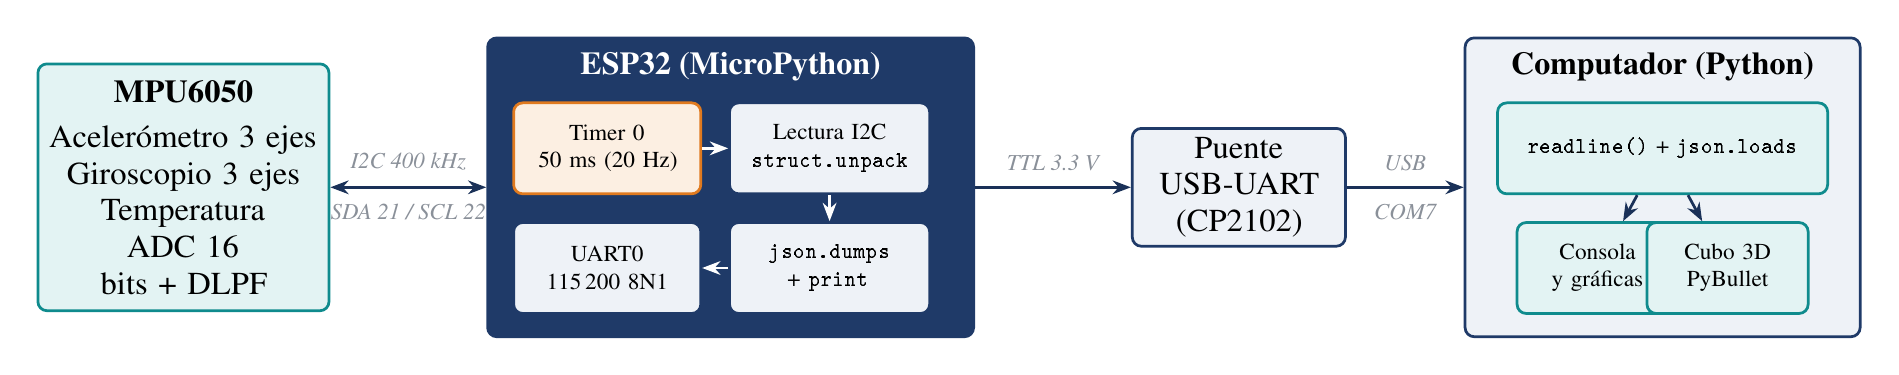 MPU6050
Acelerómetro 3 ejes
Giroscopio 3 ejes
Temperatura
ADC 16
bits + DLPF
I2C 400 kHz
SDA 21 / SCL 22
ESP32 (MicroPython)
Timer 0
50 ms (20 Hz)
Lectura I2C
struct.unpack
UART0
115 200 8N1
json.dumps
+ print
TTL 3.3 V
Puente
USB-UART
(CP2102)
USB
COM7
Computador (Python)
readline() + json.loads
Consola
y gráficas
Cubo 3D
PyBullet